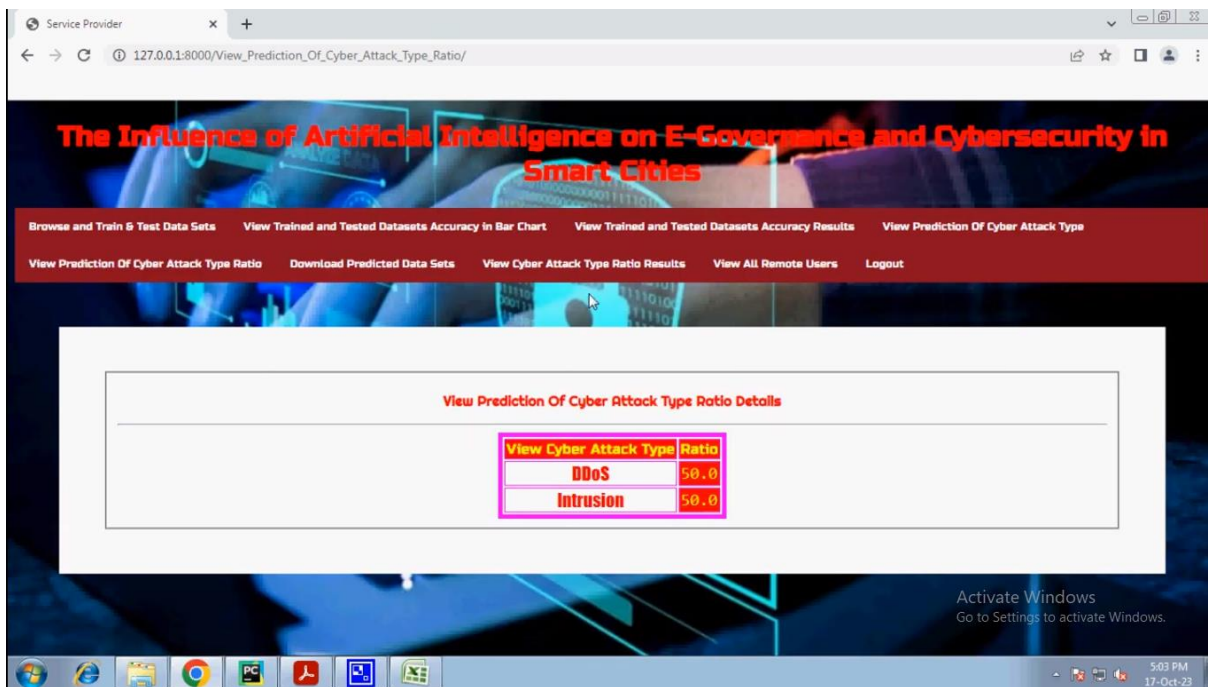 Service Provider
127.0.0.1:8000/View_Prediction_Of_Cyber_Attack_Type_Ratio/
The Influence of Artificial Intelligence on E-Governance and Cybersecurity in
Smart Cities
Browse and Train & Test Data Sets View Trained and Tested Datasets Accuracy in Bar Chart View Trained and Tested Datasets Accuracy Results View Prediction Of Cyber Attack Type
View Prediction Of Cyber Attack Type Ratio Download Predicted Data Sets View Cyber Attack Type Ratio Results View All Remote Users Logout
View Prediction Of Cyber Attack Type Ratio Details
View Cyber Attack Type Ratio
DDoS 50.0
Intrusion 50.0
Activate Windows
Go to Settings to activate Windows.
PC
5:03 PM
17-Oct-23